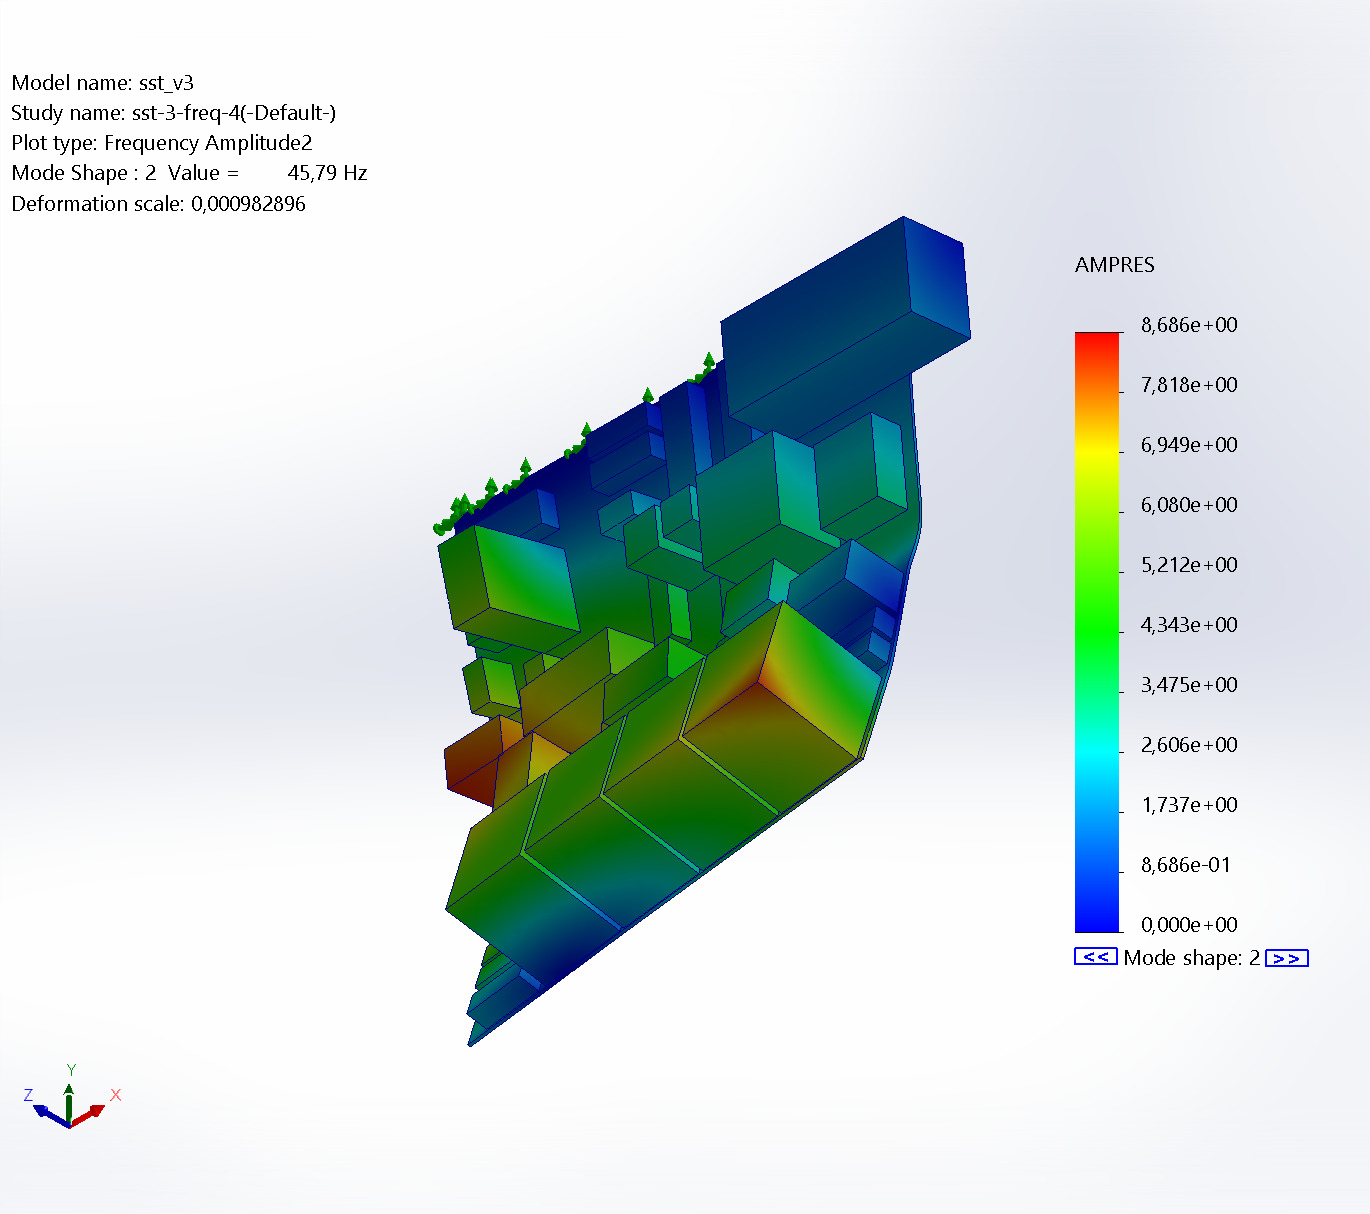 Model name: sst_v3
Study name: sst-3-freq-4(-Default-)
Plot type: Frequency Amplitude2
Mode Shape : 2 Value = 45,79 Hz
Deformation scale: 0,000982896
AMPRES
8,686e+00
7,818e+00
6,949e+00
6,080e+00
5,212e+00
4,343e+00
3,475e+00
2,606e+00
1,737e+00
8,686e-01
0,000e+00
<< Mode shape: 2 >>
Y
Z X